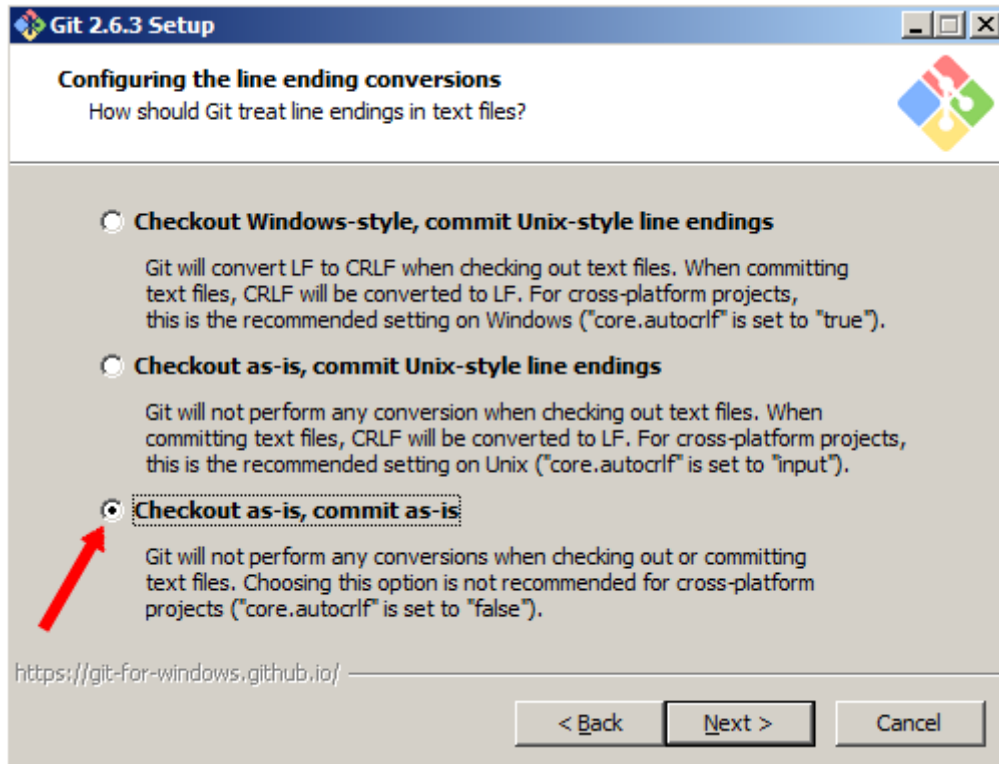 Git 2.6.3 Setup
Configuring the line ending conversions
How should Git treat line endings in text files?
Checkout Windows-style, commit Unix-style line endings
Git will convert LF to CRLF when checking out text files. When committing
text files, CRLF will be converted to LF. For cross-platform projects,
this is the recommended setting on Windows ("core.autocrlf" is set to "true").
Checkout as-is, commit Unix-style line endings
Git will not perform any conversion when checking out text files. When
committing text files, CRLF will be converted to LF. For cross-platform projects,
this is the recommended setting on Unix ("core.autocrlf" is set to "input").
Checkout as-is, commit as-is
Git will not perform any conversions when checking out or committing
text files. Choosing this option is not recommended for cross-platform
projects ("core.autocrlf" is set to "false").
https://git-for-windows.github.io/
< Back Next > Cancel